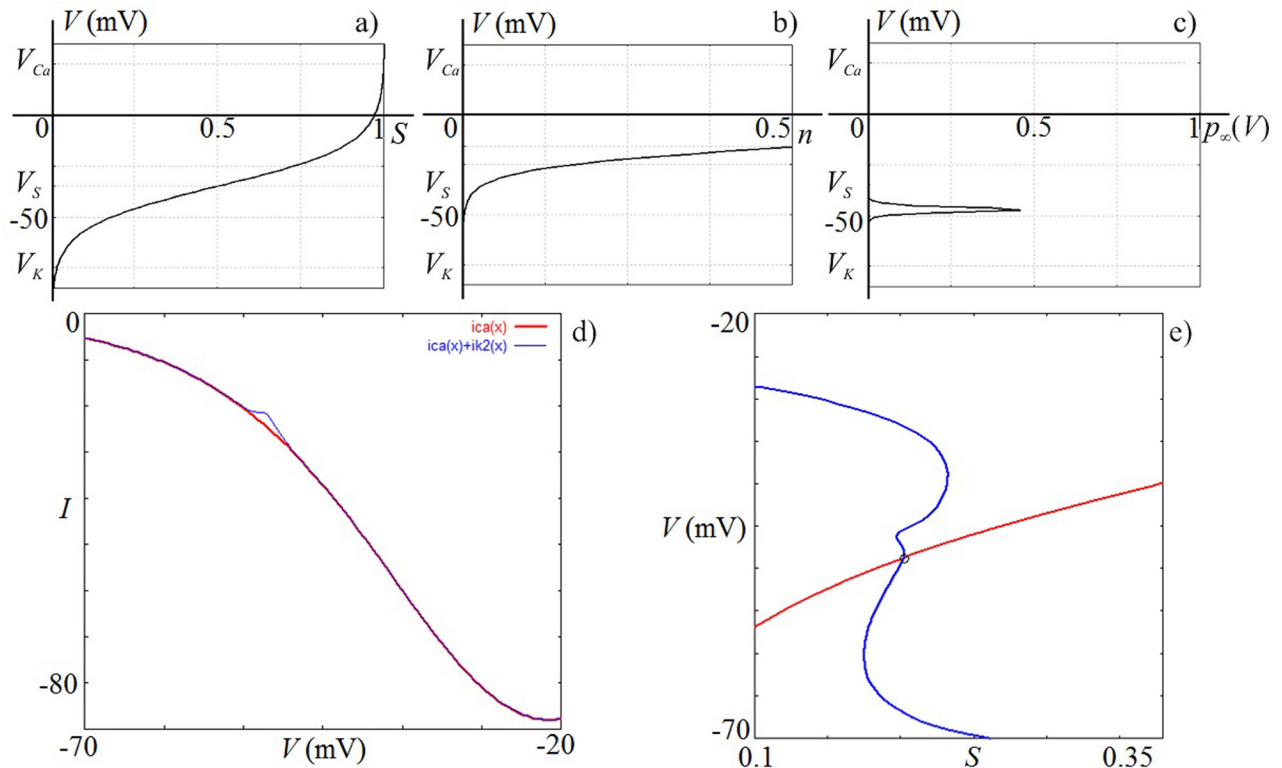 V (mV)
a)
V_Ca
0
0.5
1
S
V_S
-50
V_K
V (mV)
b)
V_Ca
0
0.5
n
V_S
-50
V_K
V (mV)
c)
V_Ca
0
0.5
1
p_∞(V)
V_S
-50
V_K
0
ica(x)
ica(x)+ik2(x)
d)
I
-80
-70
V (mV)
-20
-20
e)
V (mV)
-70
0.1
S
0.35